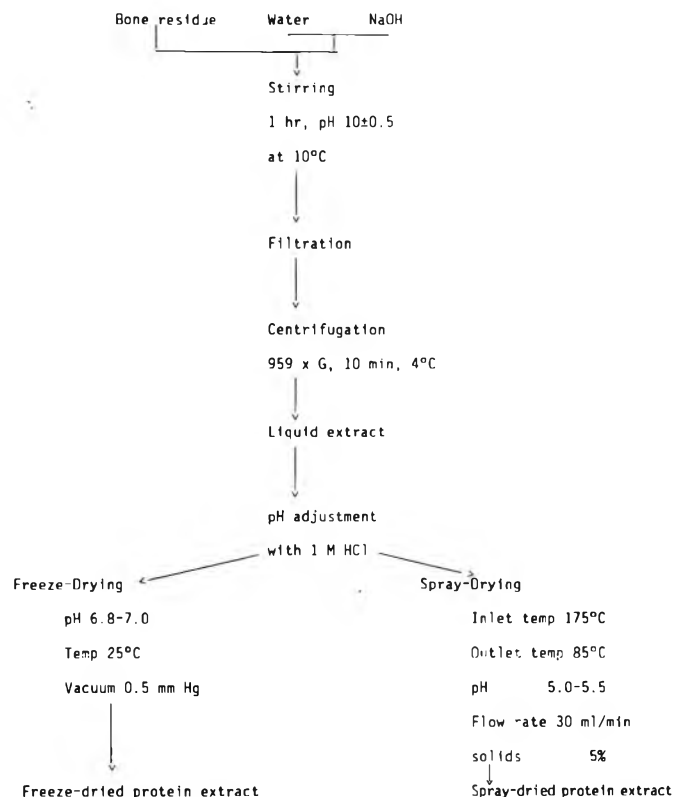 Bone residue Water NaOH
Stirring
1 hr, pH 10±0.5
at 10°C
Filtration
Centrifugation
959 x G, 10 min, 4°C
Liquid extract
pH adjustment
with 1 M HCl
Freeze-Drying
pH 6.8-7.0
Temp 25°C
Vacuum 0.5 mm Hg
Freeze-dried protein extract
Spray-Drying
Inlet temp 175°C
Outlet temp 85°C
pH 5.0-5.5
Flow rate 30 ml/min
solids 5%
Spray-dried protein extract